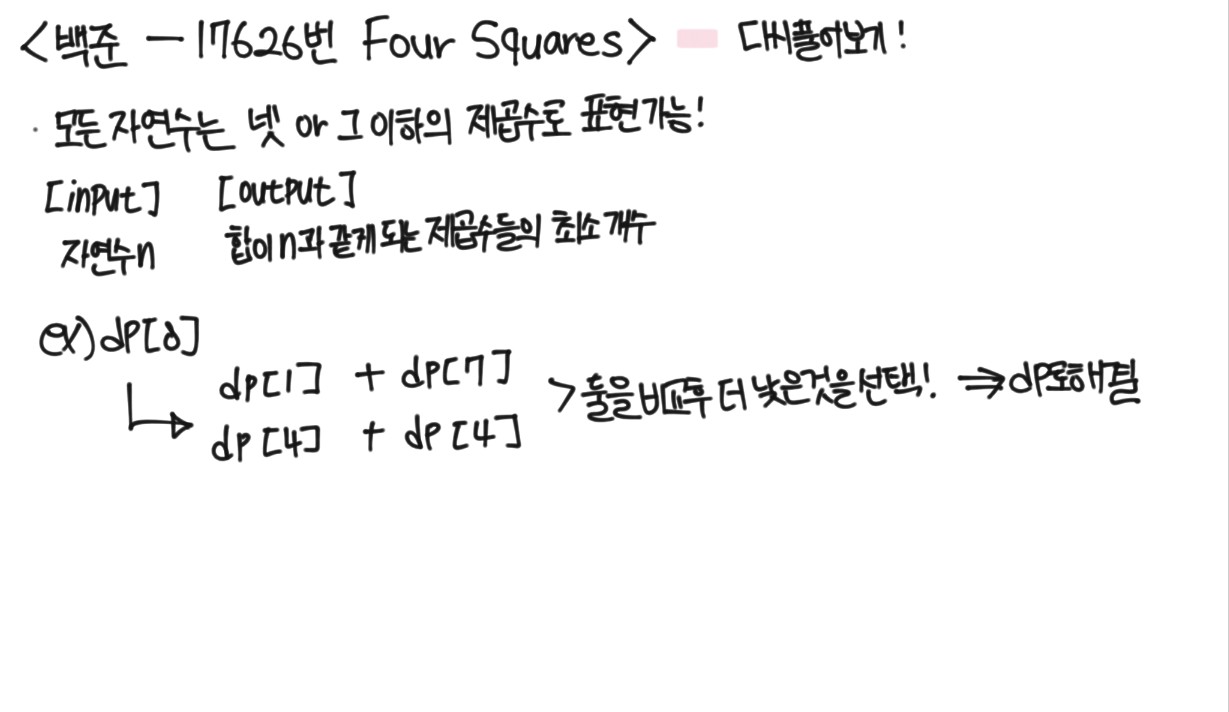 <백준 - 17626번 Four Squares> 다시풀어보기!
· 모든 자연수는 넷 or 그 이하의 제곱수로 표현가능!
[input] [output]
자연수n 합이 n과 같게 되는 제곱수들의 최소 개수
ex) dp[8]
dp[1] + dp[7]
dp[4] + dp[4]
> 둘을 비교후 더 낮은것을 선택! ⇒ dp로해결